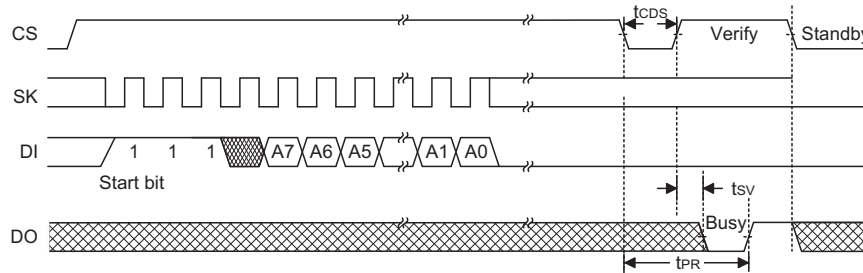 tCDS
CS Verify Standby
SK
DI 1 1 1 A7 A6 A5 A1 A0
Start bit
tSV
Busy
DO
tPR